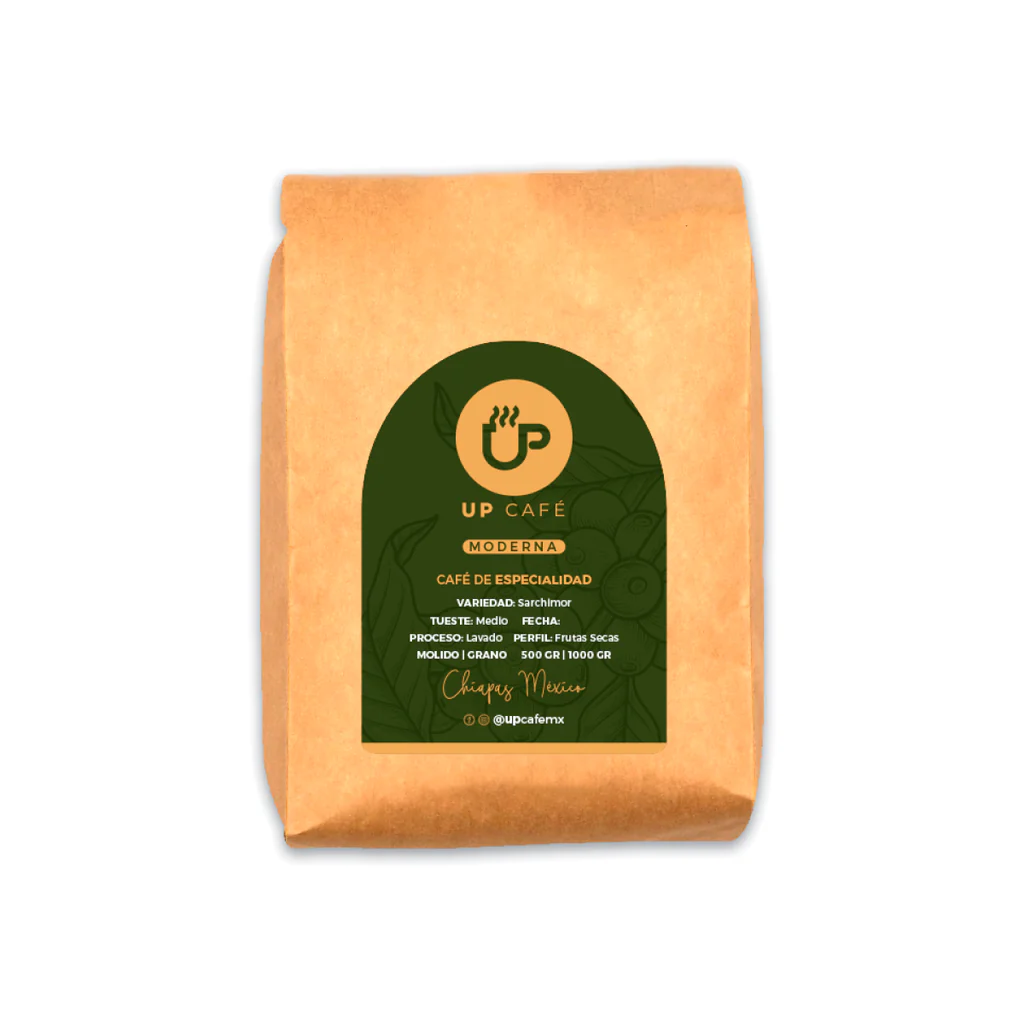 UP
UP CAFÉ
MODERNA
CAFÉ DE ESPECIALIDAD
VARIEDAD: Sarchimor
TUESTE: Medio FECHA:
PROCESO: Lavado PERFIL: Frutas Secas
MOLIDO | GRANO 500 GR | 1000 GR
Chiapas México
@upcafemx